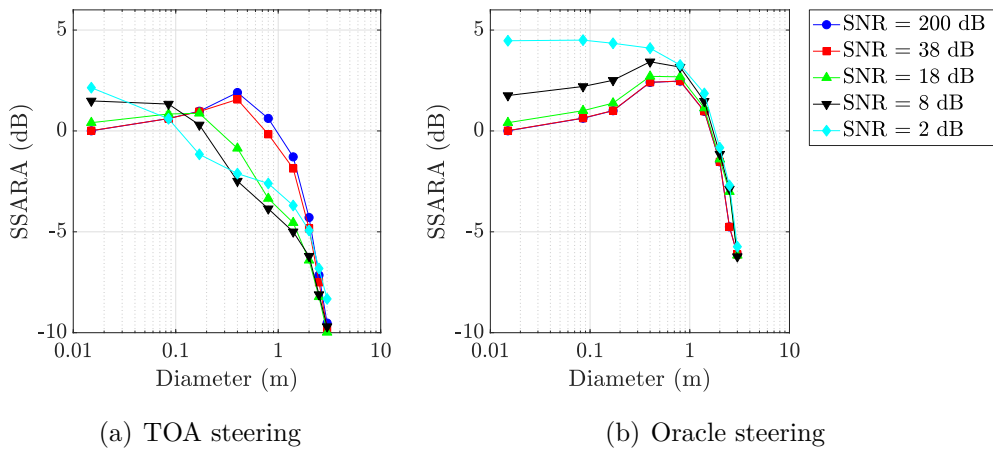 5
0
-5
-10
0.01
0.1
1
10
SSARA (dB)
Diameter (m)
(a) TOA steering
5
0
-5
-10
0.01
0.1
1
10
SSARA (dB)
Diameter (m)
(b) Oracle steering
SNR = 200 dB
SNR = 38 dB
SNR = 18 dB
SNR = 8 dB
SNR = 2 dB